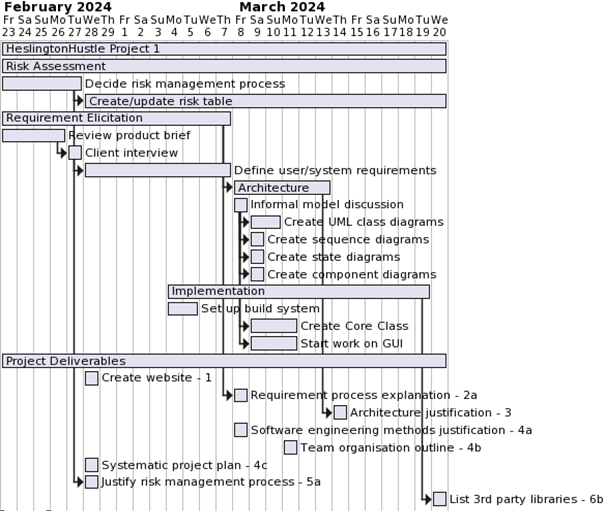 February 2024 March 2024
Fr Sa Su Mo Tu We Th Fr Sa Su Mo Tu We Th Fr Sa Su Mo Tu We Th Fr Sa Su Mo Tu We
23 24 25 26 27 28 29 1 2 3 4 5 6 7 8 9 10 11 12 13 14 15 16 17 18 19 20
HeslingtonHustle Project 1
Risk Assessment
Decide risk management process
Create/update risk table
Requirement Elicitation
Review product brief
Client interview
Define user/system requirements
Architecture
Informal model discussion
Create UML class diagrams
Create sequence diagrams
Create state diagrams
Create component diagrams
Implementation
Set up build system
Create Core Class
Start work on GUI
Project Deliverables
Create website - 1
Requirement process explanation - 2a
Architecture justification - 3
Software engineering methods justification - 4a
Team organisation outline - 4b
Systematic project plan - 4c
Justify risk management process - 5a
List 3rd party libraries - 6b